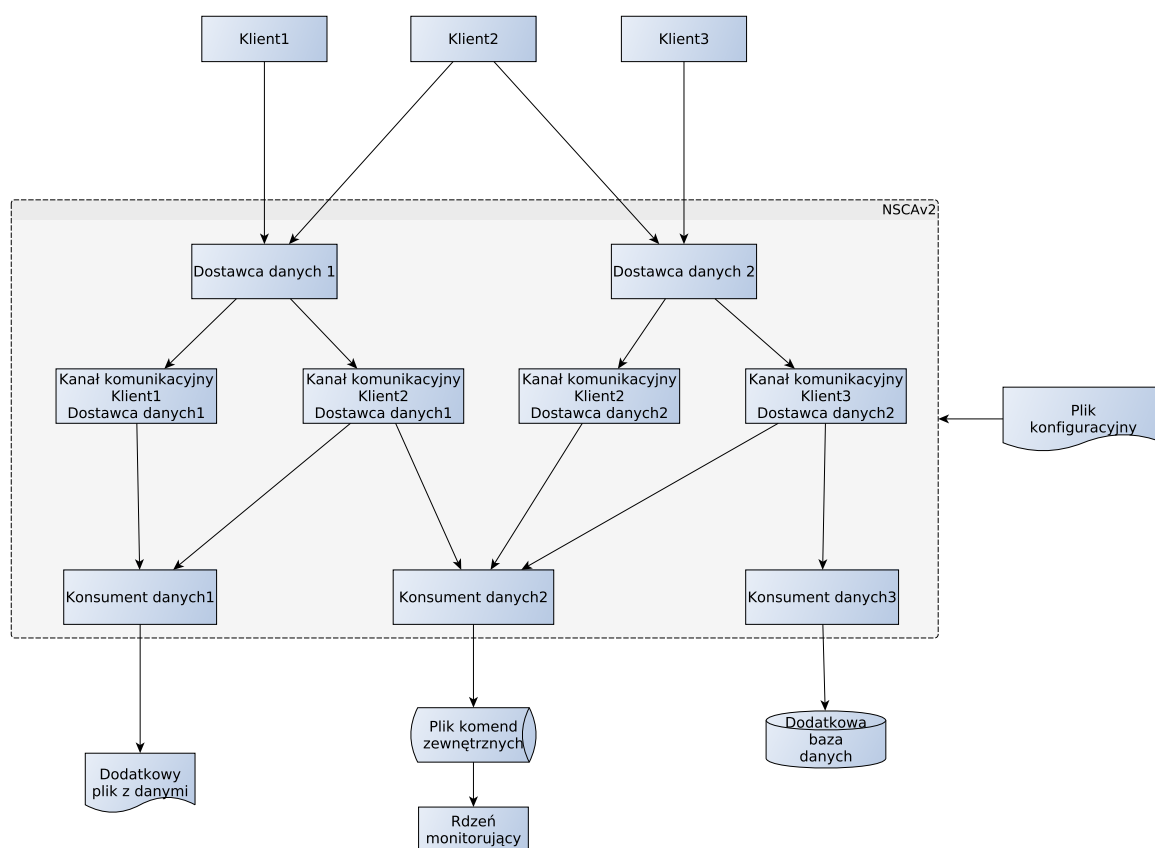 Klient1
Klient2
Klient3
NSCAv2
Dostawca danych 1
Dostawca danych 2
Kanał komunikacyjny
Klient1
Dostawca danych1
Kanał komunikacyjny
Klient2
Dostawca danych1
Kanał komunikacyjny
Klient2
Dostawca danych2
Kanał komunikacyjny
Klient3
Dostawca danych2
Plik
konfiguracyjny
Konsument danych1
Konsument danych2
Konsument danych3
Plik komend
zewnętrznych
Dodatkowa
baza
danych
Dodatkowy
plik z danymi
Rdzeń
monitorujący